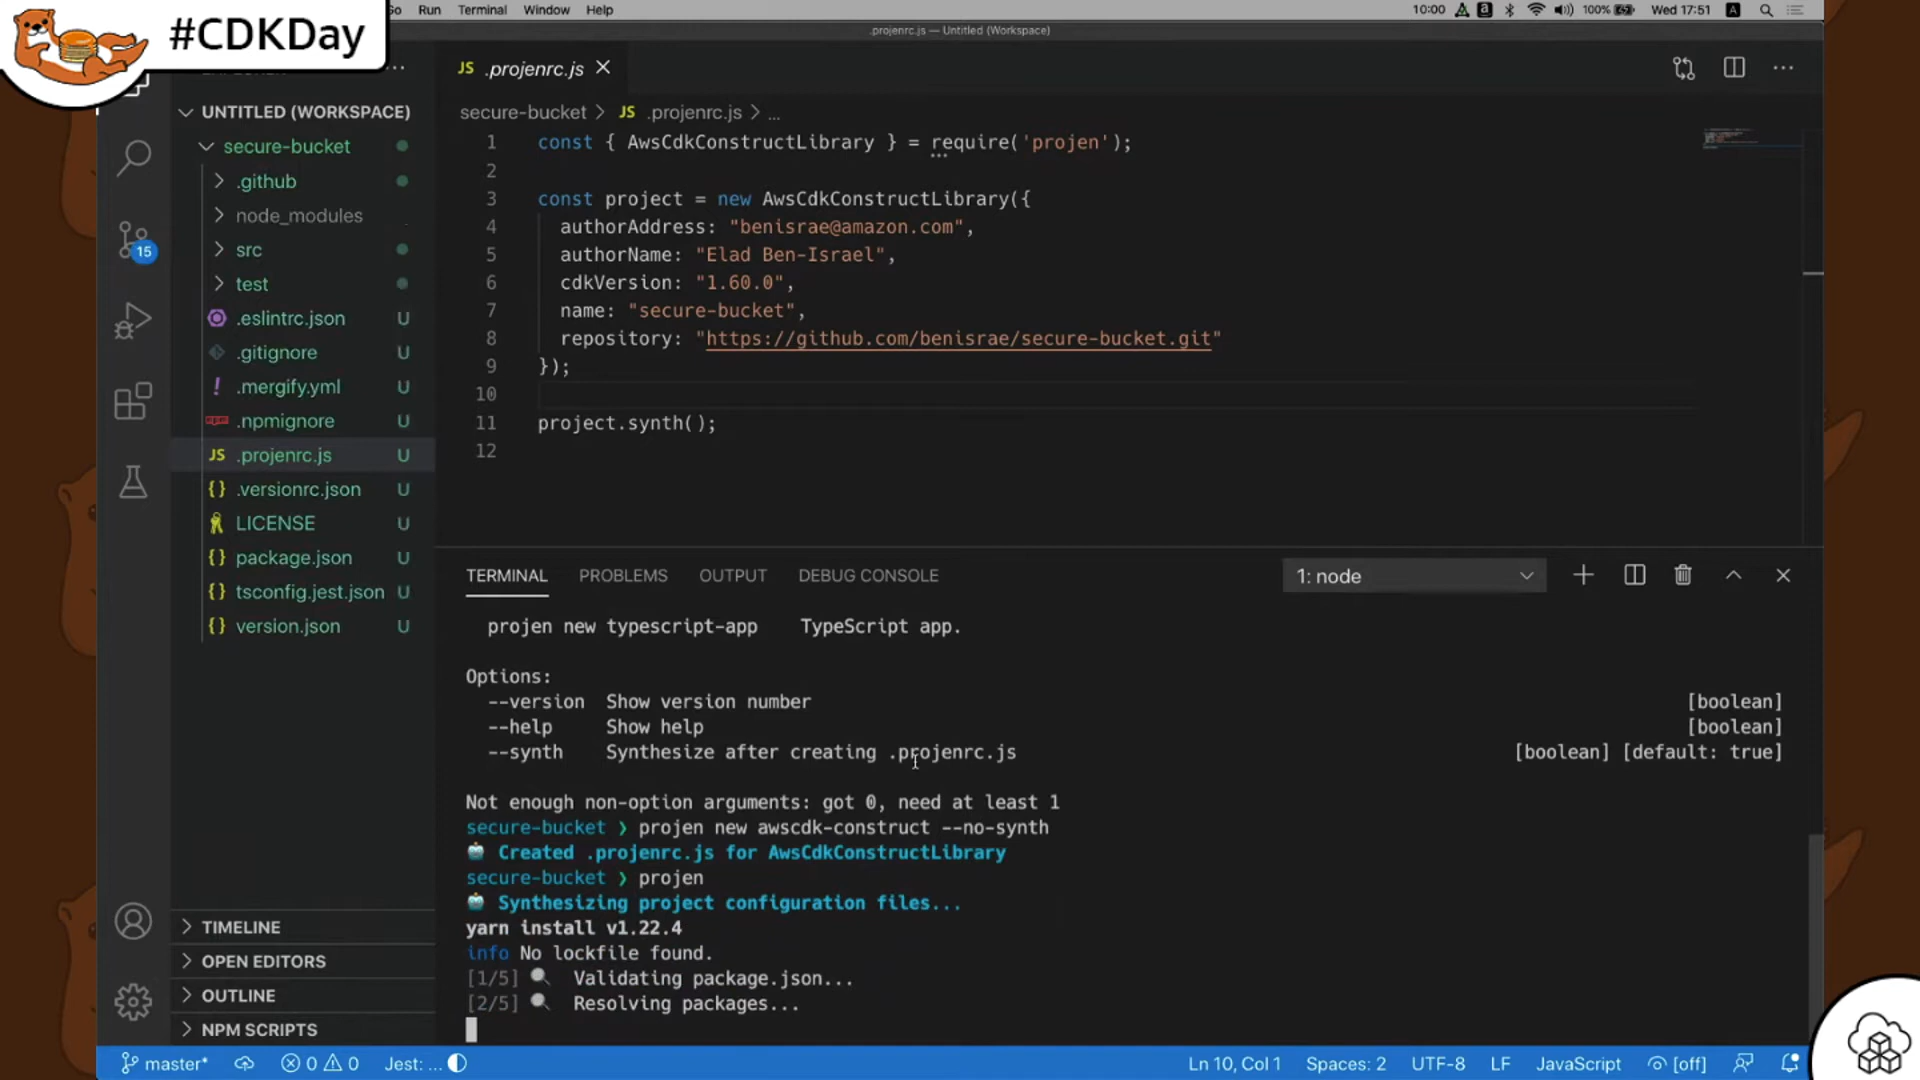 #CDKDay
Go Run Terminal Window Help
10:00 100% Wed 17:51
.projenrc.js — Untitled (Workspace)
JS .projenrc.js
UNTITLED (WORKSPACE)
secure-bucket
.github
node_modules
src
test
.eslintrc.json U
.gitignore U
.mergify.yml U
.npmignore U
JS .projenrc.js U
{} .versionrc.json U
LICENSE U
{} package.json U
{} tsconfig.jest.json U
{} version.json U
15
TIMELINE
OPEN EDITORS
OUTLINE
NPM SCRIPTS
secure-bucket > JS .projenrc.js > ...
1 const { AwsCdkConstructLibrary } = require('projen');
2
3 const project = new AwsCdkConstructLibrary({
4 authorAddress: "benisrae@amazon.com",
5 authorName: "Elad Ben-Israel",
6 cdkVersion: "1.60.0",
7 name: "secure-bucket",
8 repository: "https://github.com/benisrae/secure-bucket.git"
9 });
10
11 project.synth();
12
TERMINAL PROBLEMS OUTPUT DEBUG CONSOLE 1: node
projen new typescript-app TypeScript app.
Options:
--version Show version number [boolean]
--help Show help [boolean]
--synth Synthesize after creating .projenrc.js [boolean] [default: true]
Not enough non-option arguments: got 0, need at least 1
secure-bucket ❯ projen new awscdk-construct --no-synth
🤖 Created .projenrc.js for AwsCdkConstructLibrary
secure-bucket ❯ projen
🤖 Synthesizing project configuration files...
yarn install v1.22.4
info No lockfile found.
[1/5] 🔍 Validating package.json...
[2/5] 🔍 Resolving packages...
master* 0 0 Jest: ... Ln 10, Col 1 Spaces: 2 UTF-8 LF JavaScript [off]